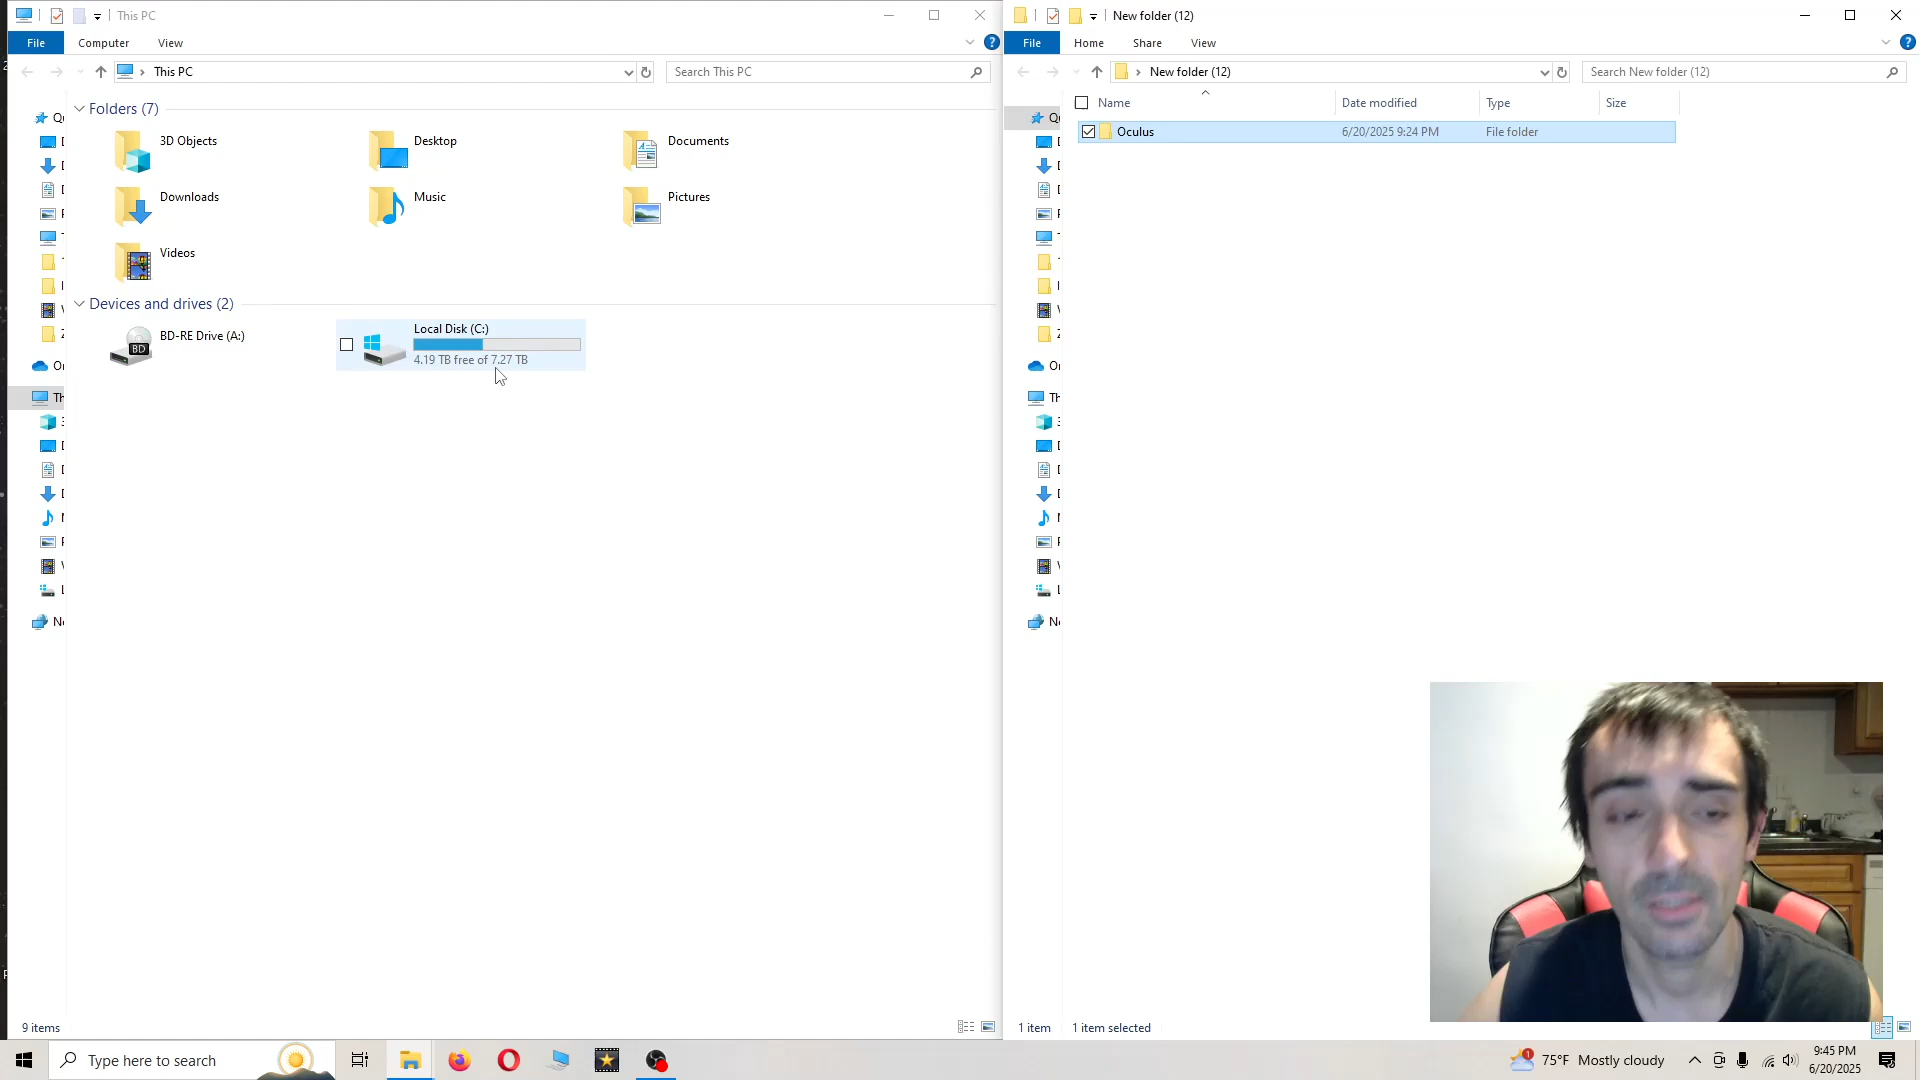 This PC
File
Computer
View
This PC
Search This PC
Folders (7)
3D Objects
Desktop
Documents
Downloads
Music
Pictures
Videos
Devices and drives (2)
BD-RE Drive (A:)
BD
Local Disk (C:)
4.19 TB free of 7.27 TB
9 items
New folder (12)
File
Home
Share
View
New folder (12)
Search New folder (12)
Name
Date modified
Type
Size
Oculus
6/20/2025 9:24 PM
File folder
1 item
1 item selected
Type here to search
1
75°F Mostly cloudy
9:45 PM
6/20/2025